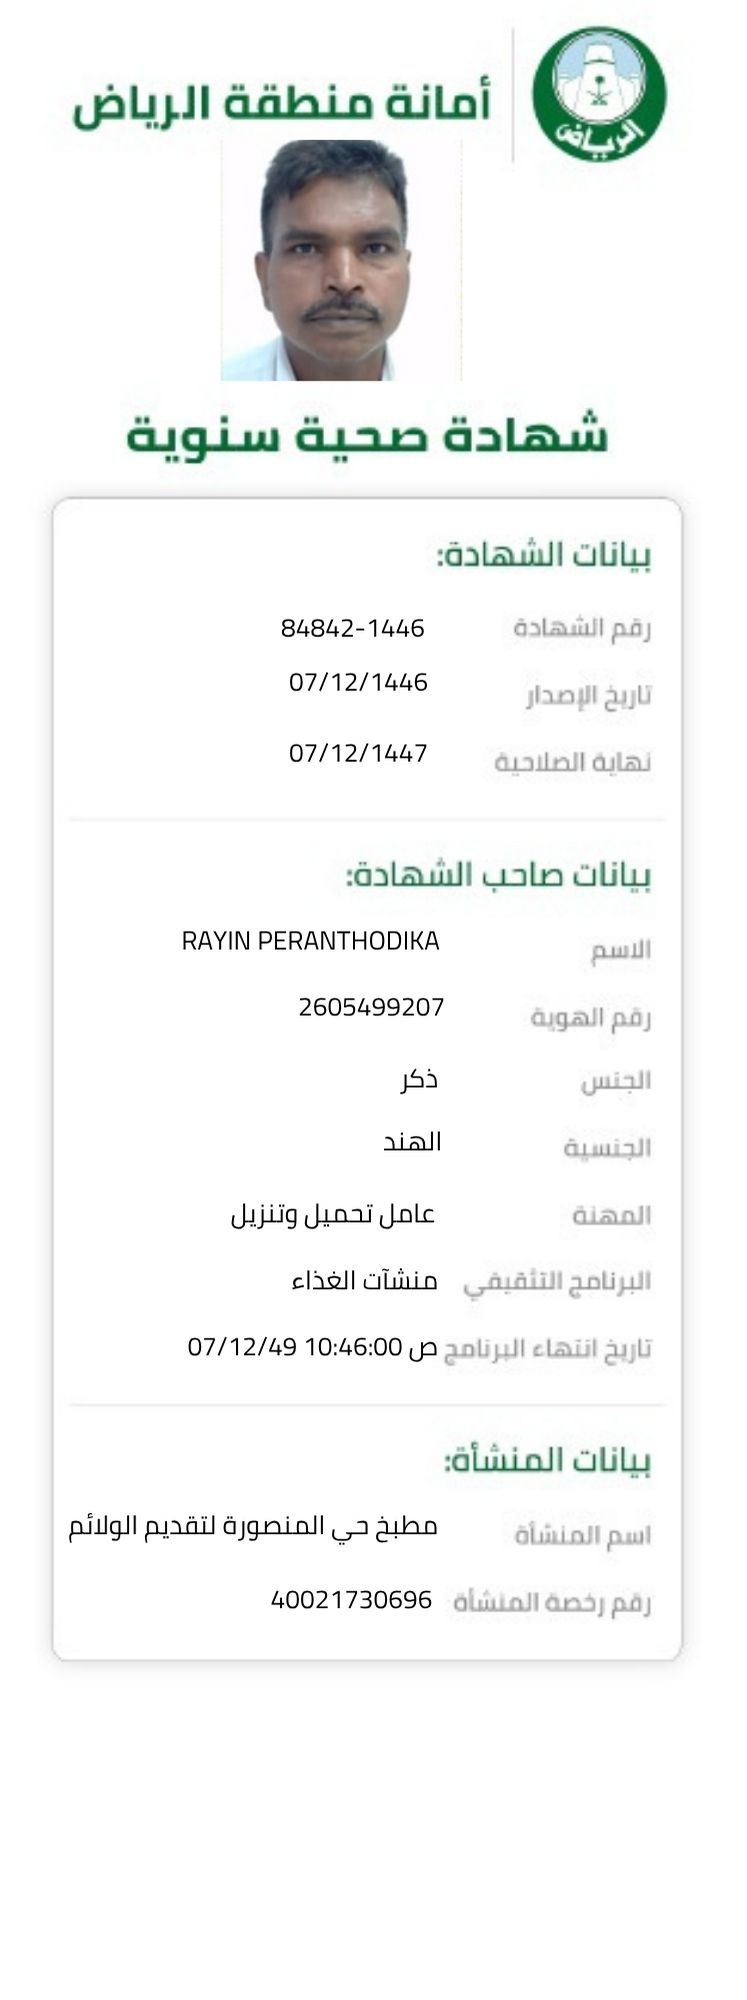 أمانة منطقة الرياض
الرياض
شهادة صحية سنوية
بيانات الشهادة:
رقم الشهادة 84842-1446
تاريخ الإصدار 07/12/1446
نهاية الصلاحية 07/12/1447
بيانات صاحب الشهادة:
الاسم RAYIN PERANTHODIKA
رقم الهوية 2605499207
الجنس ذكر
الجنسية الهند
المهنة عامل تحميل وتنزيل
البرنامج التثقيفي منشآت الغذاء
تاريخ انتهاء البرنامج ص 10:46:00 07/12/49
بيانات المنشأة:
اسم المنشأة مطبخ حي المنصورة لتقديم الولائم
رقم رخصة المنشأة 40021730696